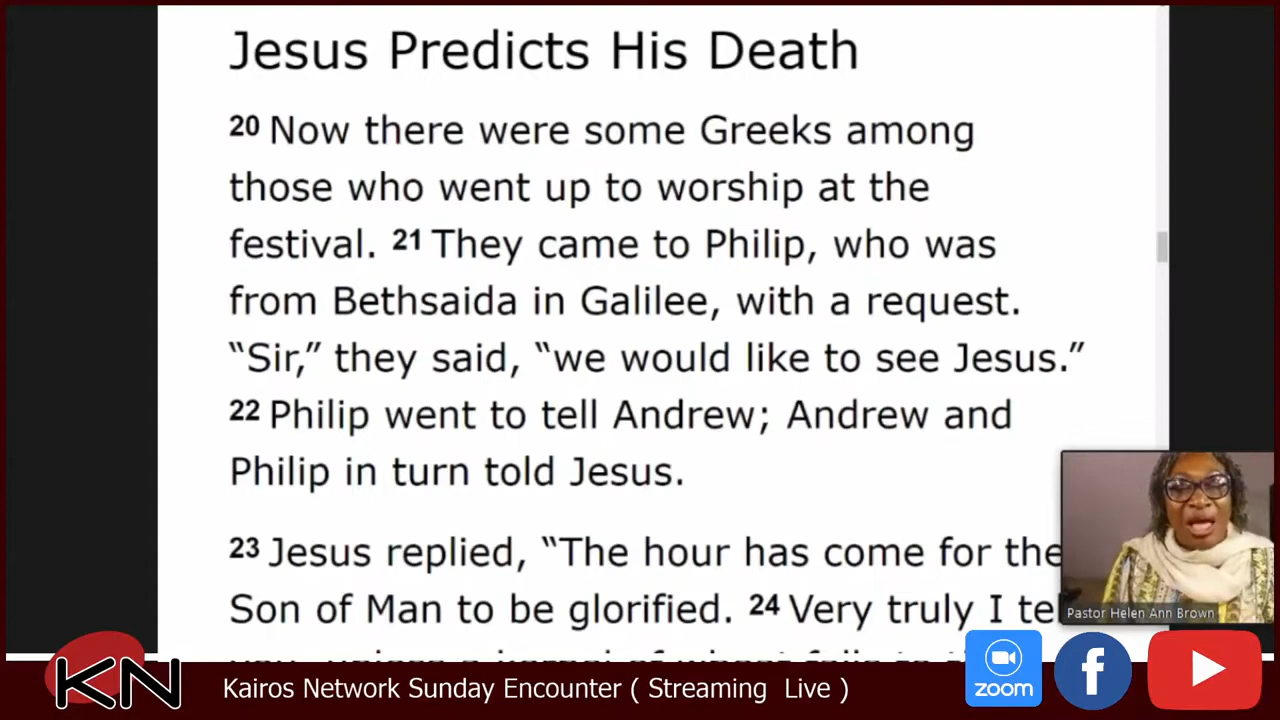 Jesus Predicts His Death
20 Now there were some Greeks among
those who went up to worship at the
festival. 21 They came to Philip, who was
from Bethsaida in Galilee, with a request.
“Sir,” they said, “we would like to see Jesus.”
22 Philip went to tell Andrew; Andrew and
Philip in turn told Jesus.
23 Jesus replied, “The hour has come for the
Son of Man to be glorified. 24 Very truly I
Pastor Helen Ann Brown
KN
Kairos Network Sunday Encounter ( Streaming Live )
zoom
f